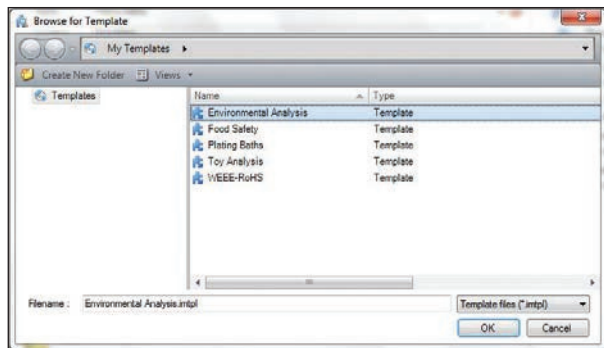 Browse for Template
My Templates
Create New Folder Views
Templates
Name Type
Environmental Analysis Template
Food Safety Template
Plating Baths Template
Toy Analysis Template
WEEE-RoHS Template
Filename : Environmental Analysis.imtpl Template files (*.imtpl)
OK Cancel